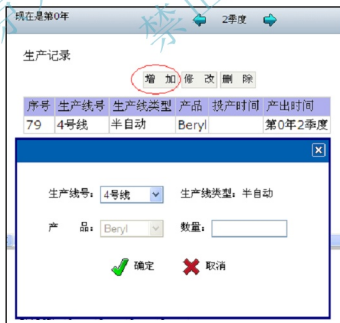 现在是第0年 2季度
生产记录
增 加 修 改 删 除
序号 生产线号 生产线类型 产品 投产时间 产出时间
79 4号线 半自动 Beryl 第0年2季度
生产线号: 4号线 生产线类型: 半自动
产 品: Beryl 数量:
确定 取消